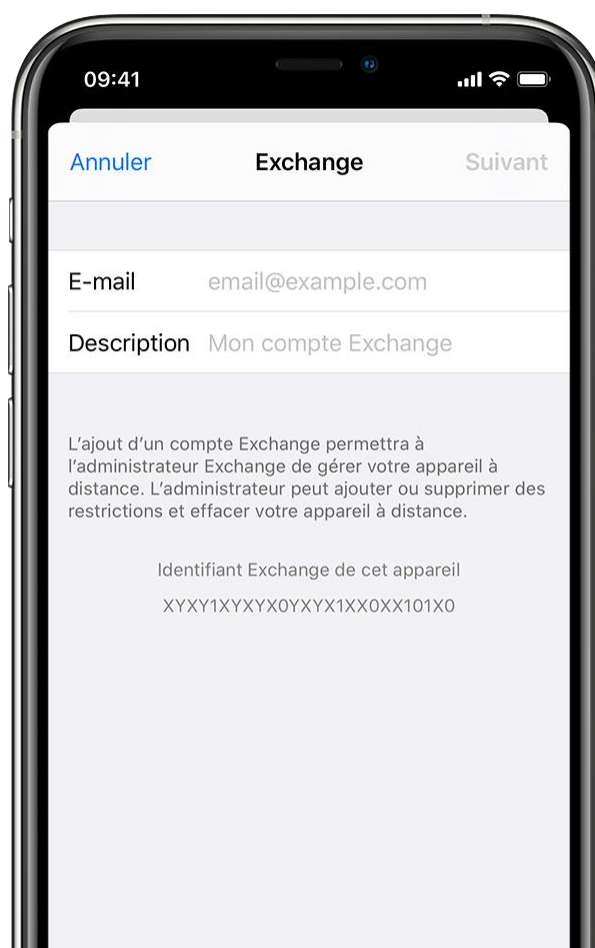 09:41
Annuler Exchange Suivant
E-mail email@example.com
Description Mon compte Exchange
L’ajout d’un compte Exchange permettra à
l’administrateur Exchange de gérer votre appareil à
distance. L’administrateur peut ajouter ou supprimer des
restrictions et effacer votre appareil à distance.
Identifiant Exchange de cet appareil
XYXY1XYXYX0YXYX1XX0XX101X0